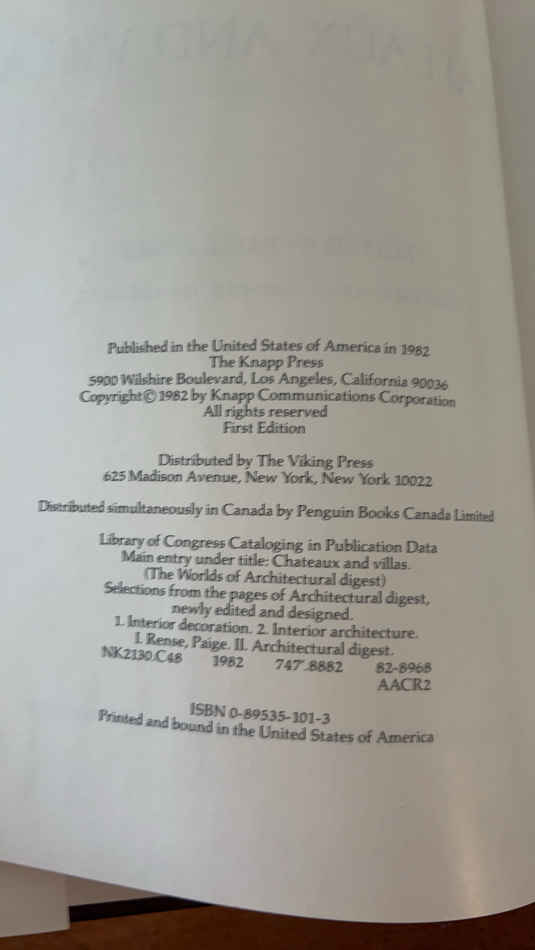 Published in the United States of America in 1982
The Knapp Press
5900 Wilshire Boulevard, Los Angeles, California 90036
Copyright © 1982 by Knapp Communications Corporation
All rights reserved
First Edition
Distributed by The Viking Press
625 Madison Avenue, New York, New York 10022
Distributed simultaneously in Canada by Penguin Books Canada Limited
Library of Congress Cataloging in Publication Data
Main entry under title: Chateaux and villas.
(The Worlds of Architectural digest)
Selections from the pages of Architectural digest,
newly edited and designed.
1. Interior decoration. 2. Interior architecture.
I. Rense, Paige. II. Architectural digest.
NK2130.C48 1982 747'.8882 82-8968
AACR2
ISBN 0-89535-101-3
Printed and bound in the United States of America